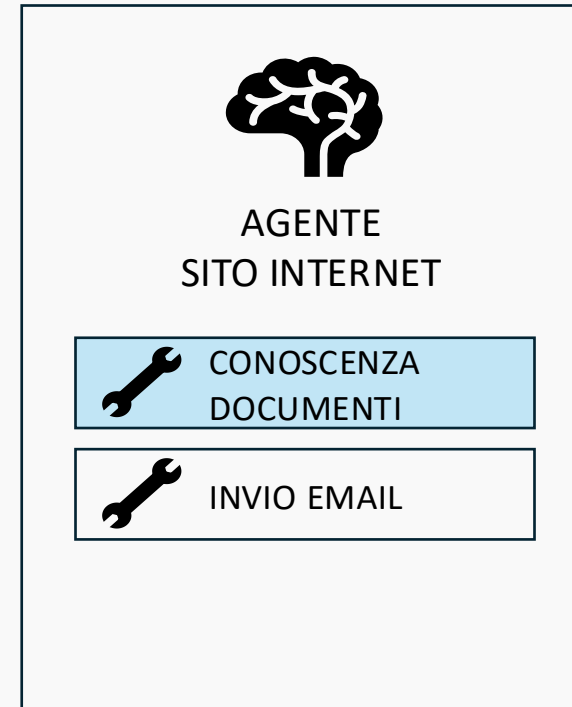 AGENTE
SITO INTERNET
CONOSCENZA
DOCUMENTI
INVIO EMAIL